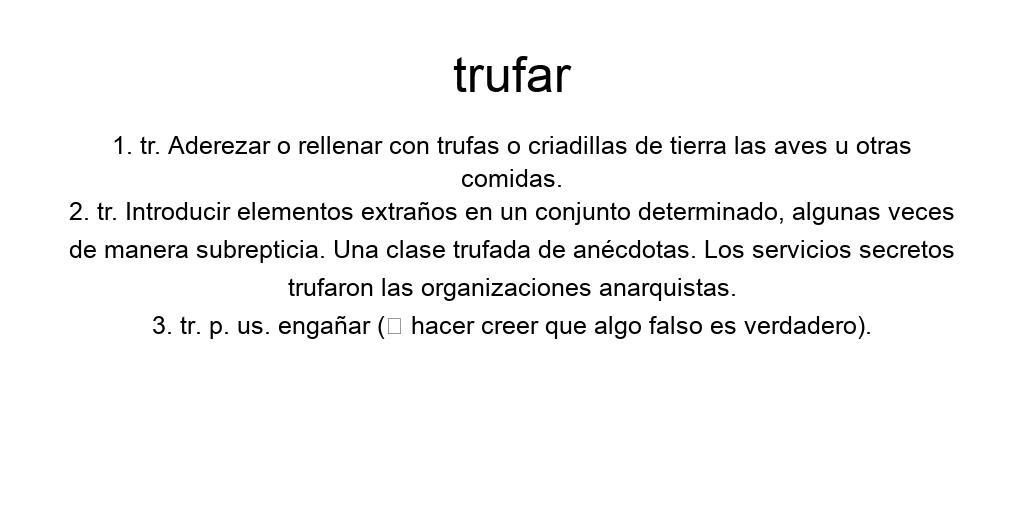 trufar
1. tr. Aderezar o rellenar con trufas o criadillas de tierra las aves u otras
comidas.
2. tr. Introducir elementos extraños en un conjunto determinado, algunas veces
de manera subrepticia. Una clase trufada de anécdotas. Los servicios secretos
trufaron las organizaciones anarquistas.
3. tr. p. us. engañar (▯ hacer creer que algo falso es verdadero).